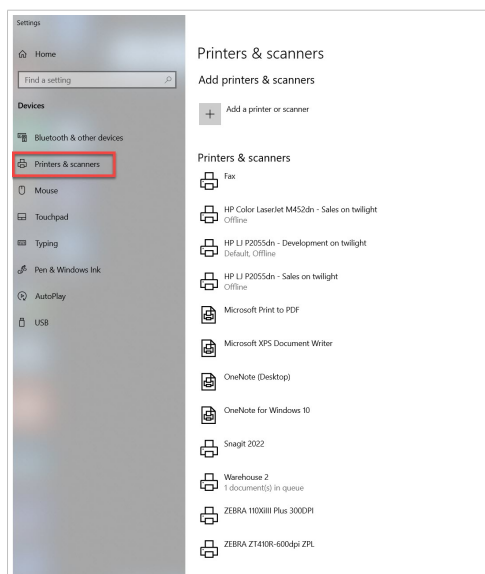 Settings
Home
Find a setting
Devices
Bluetooth & other devices
Printers & scanners
Mouse
Touchpad
Typing
Pen & Windows Ink
AutoPlay
USB
Printers & scanners
Add printers & scanners
Add a printer or scanner
Printers & scanners
Fax
HP Color LaserJet M452dn - Sales on twilight
Offline
HP LJ P2055dn - Development on twilight
Default, Offline
HP LJ P2055dn - Sales on twilight
Offline
Microsoft Print to PDF
Microsoft XPS Document Writer
OneNote (Desktop)
OneNote for Windows 10
Snagit 2022
Warehouse 2
1 document(s) in queue
ZEBRA 110XiIII Plus 300DPI
ZEBRA ZT410R-600dpi ZPL